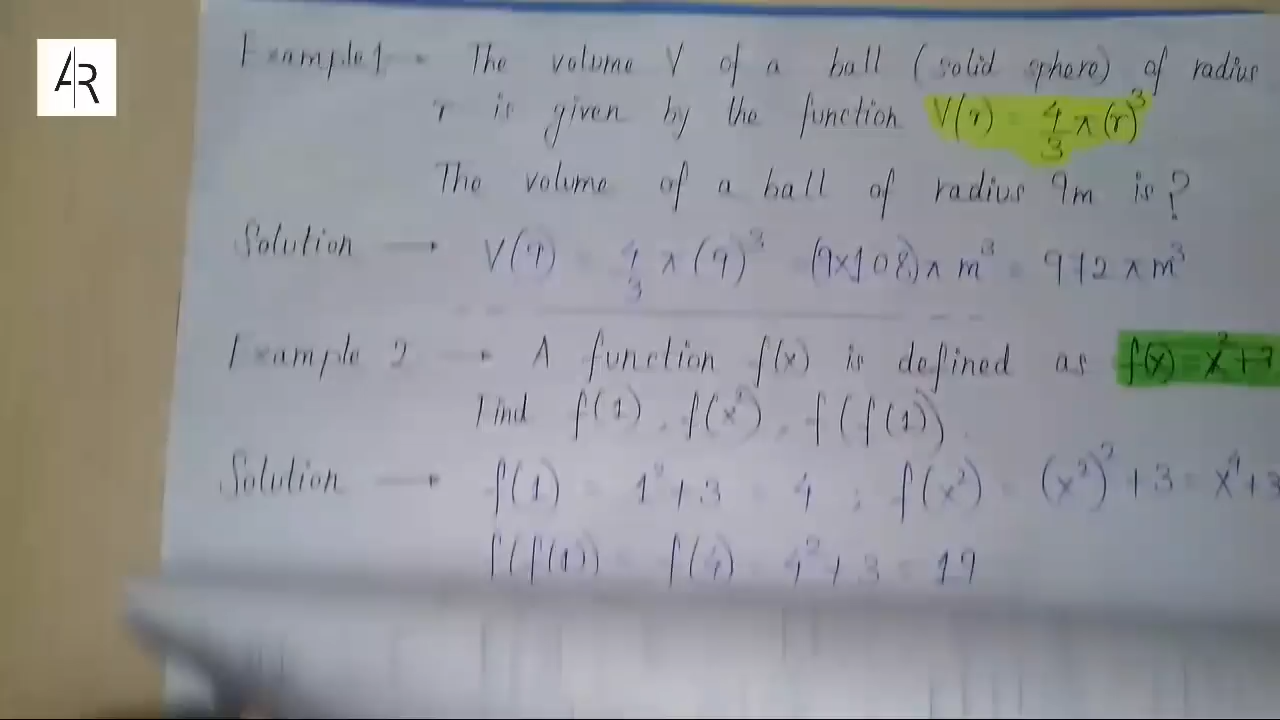 AR
Example 1 - The volume V of a ball (solid sphere) of radius
r is given by the function V(r) = 4/3 π(r)³
The volume of a ball of radius 9m is?
Solution → V(9) = 4/3 π(9)³ = (9×108)π m³ = 972πm³
Example 2 → A function f(x) is defined as f(x) = x²+3
Find f(1), f(x²), f(f(1)).
Solution → f(1) = 1²+3 = 4 ; f(x²) = (x²)²+3 = x⁴+3
f(f(1)) = f(4) = 4²+3 = 19